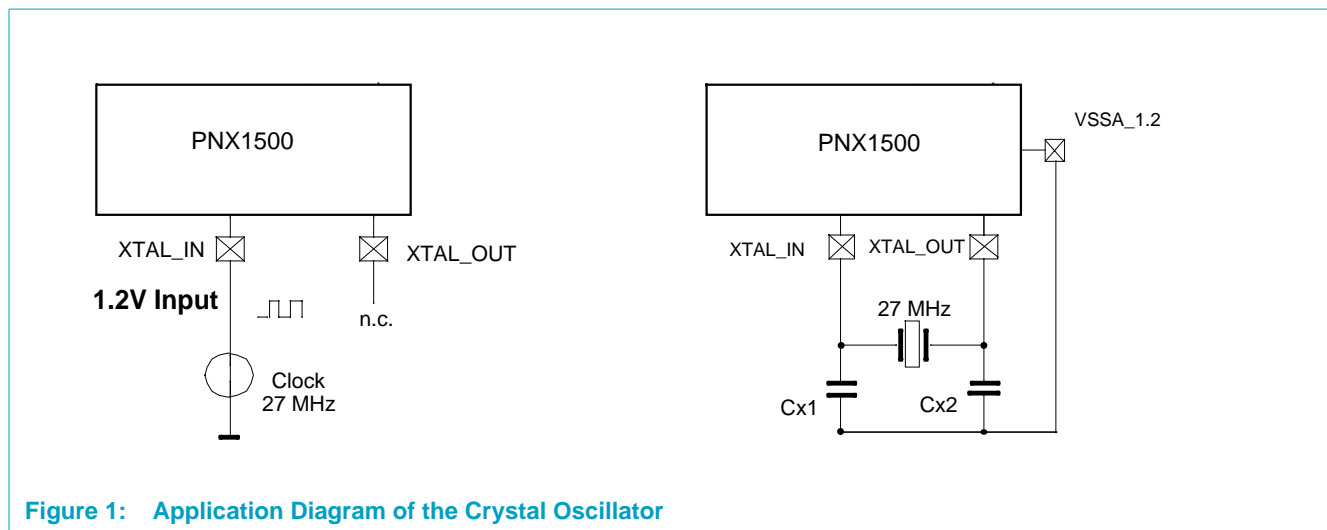 PNX1500
XTAL_IN
XTAL_OUT
1.2V Input
n.c.
Clock
27 MHz
PNX1500
VSSA_1.2
XTAL_IN
XTAL_OUT
27 MHz
Cx1
Cx2
Figure 1: Application Diagram of the Crystal Oscillator